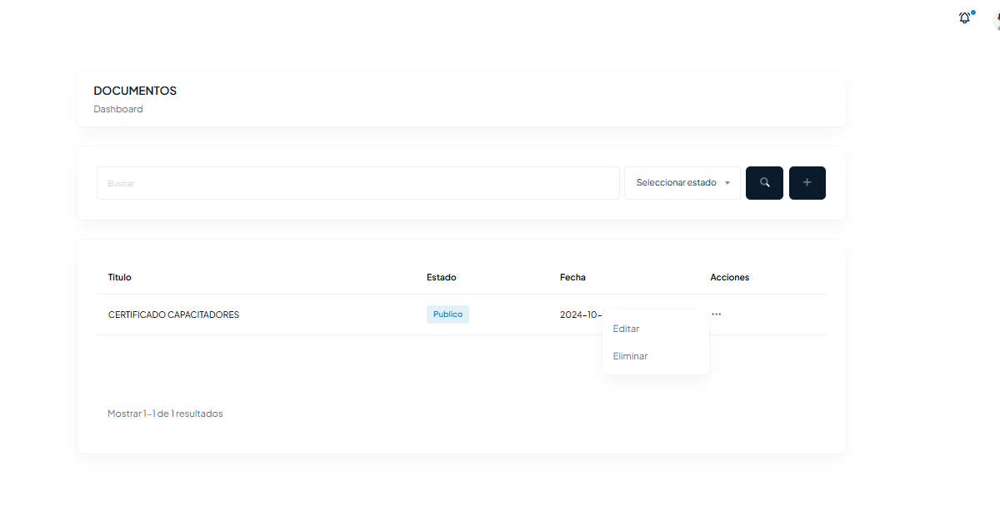 DOCUMENTOS
Dashboard
Buscar
Seleccionar estado
Titulo Estado Fecha Acciones
CERTIFICADO CAPACITADORES Publico 2024-10-
Editar
Eliminar
Mostrar 1-1 de 1 resultados